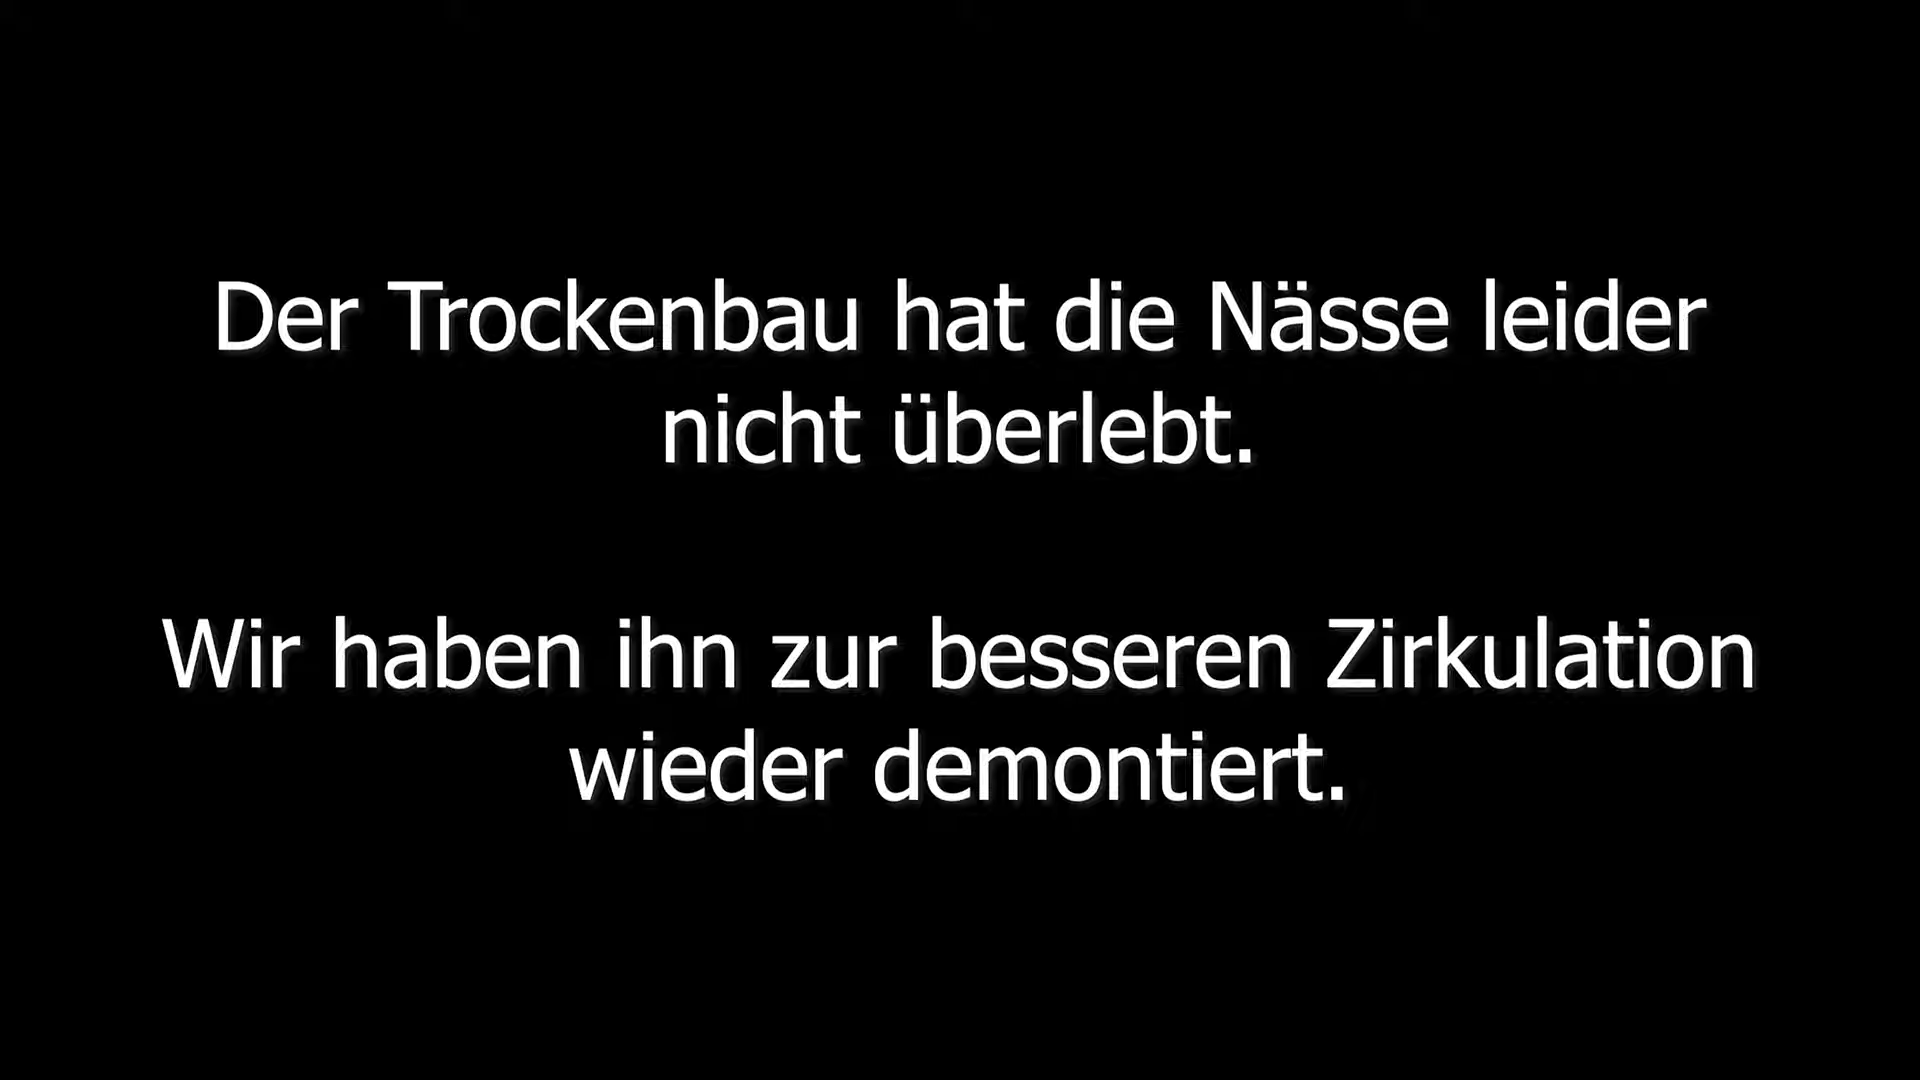 Der Trockenbau hat die Nässe leider
nicht überlebt.
Wir haben ihn zur besseren Zirkulation
wieder demontiert.